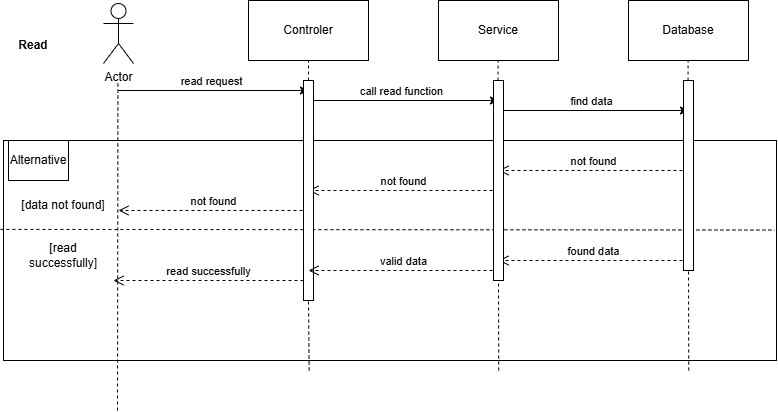 Controler
Service
Database
Read
Actor
read request
call read function
find data
Alternative
not found
not found
not found
[data not found]
[read
successfully]
found data
valid data
read successfully